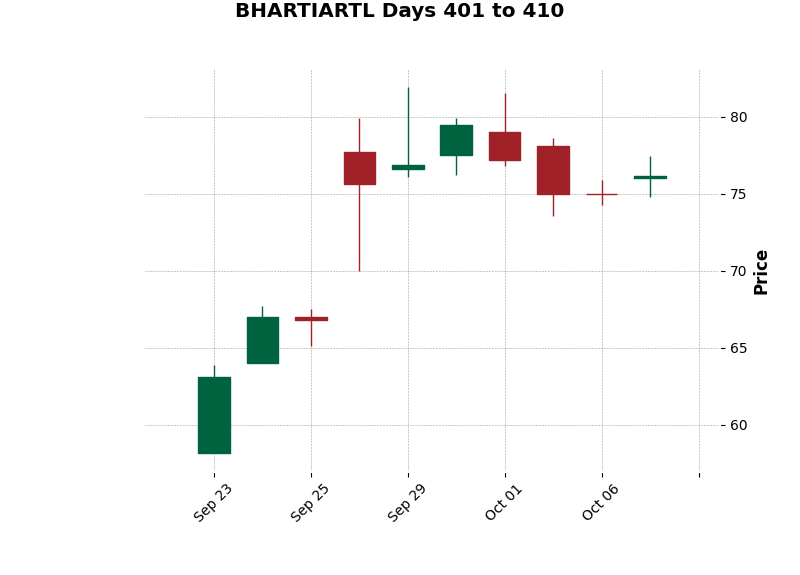 BHARTIARTL Days 401 to 410
80
75
70
65
60
Price
Sep 23
Sep 25
Sep 29
Oct 01
Oct 06